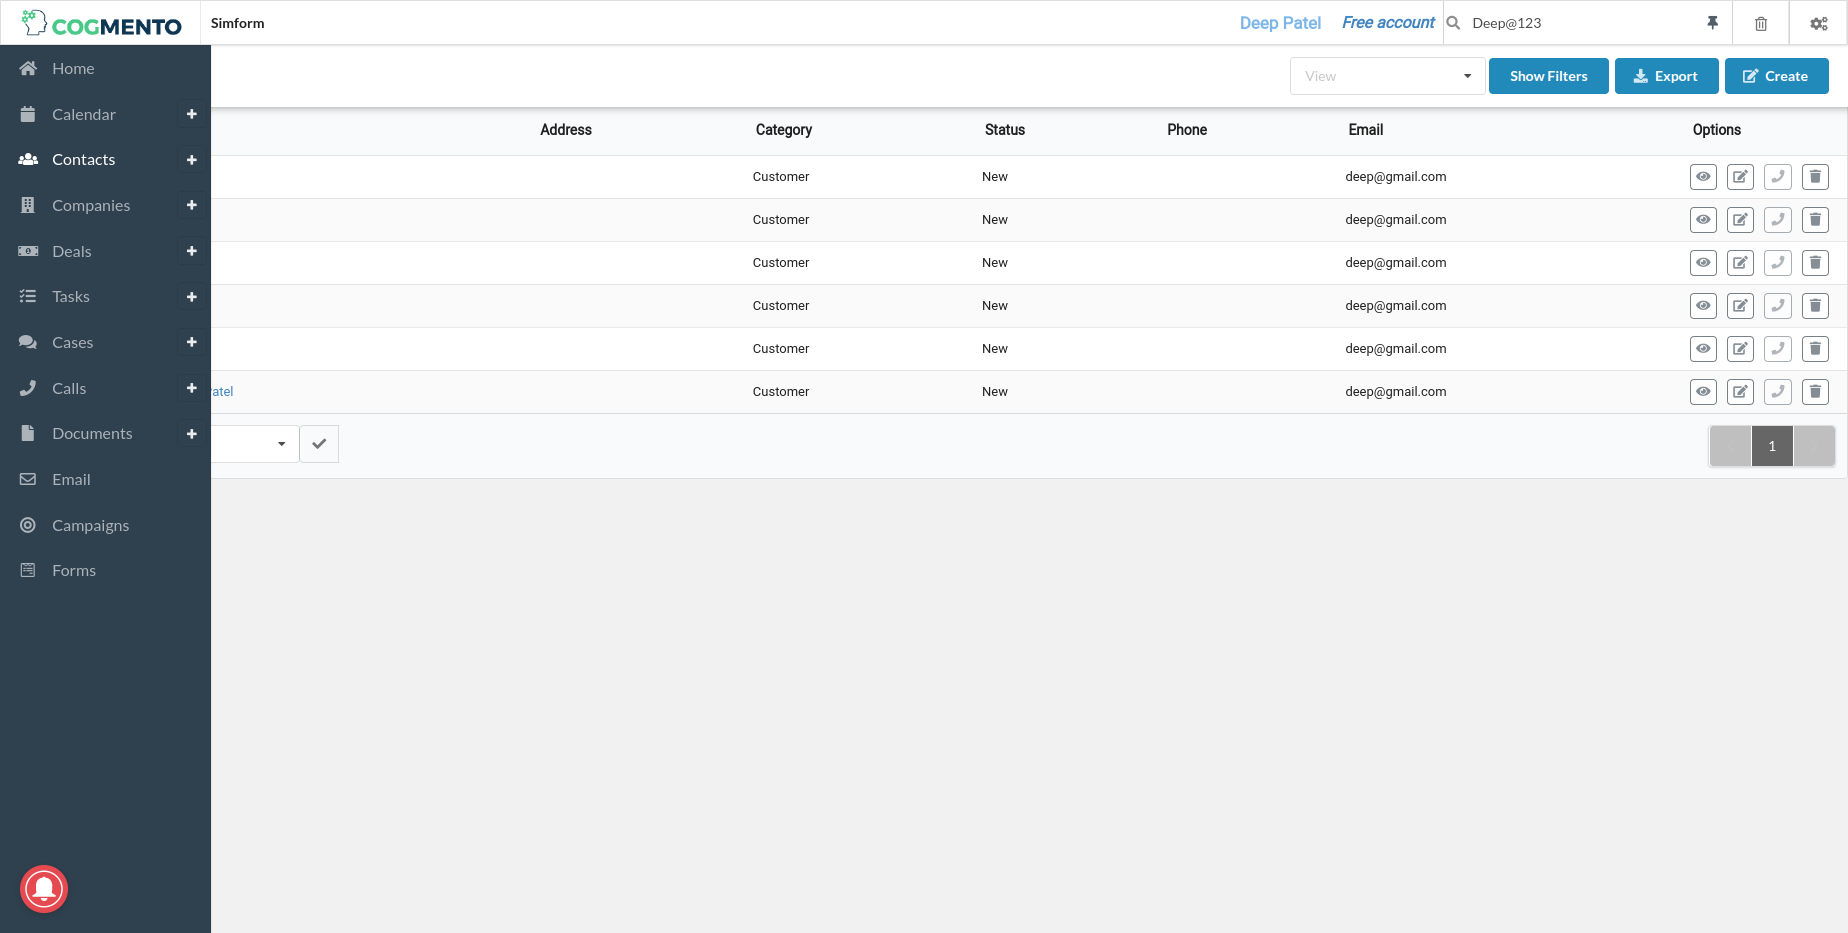 COGMENTO Simform Deep Patel Free account Deep@123
Home
View Show Filters Export Create
Calendar
Address Category Status Phone Email Options
Contacts
Customer New deep@gmail.com
Companies
Customer New deep@gmail.com
Deals
Customer New deep@gmail.com
Tasks
Customer New deep@gmail.com
Cases
Customer New deep@gmail.com
Calls
atel Customer New deep@gmail.com
Documents
1
Email
Campaigns
Forms